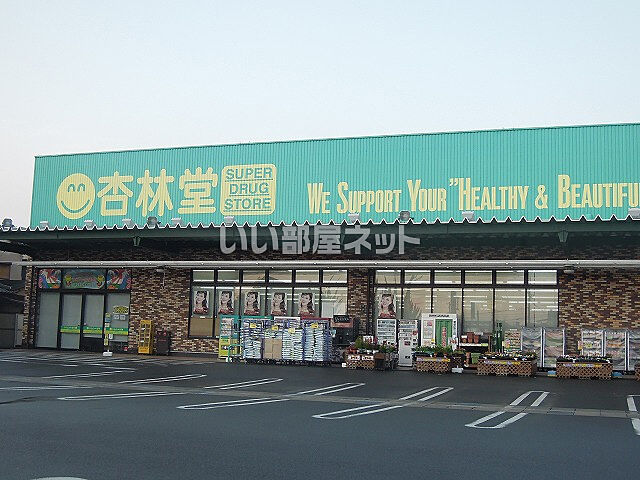 杏林堂
SUPER
DRUG
STORE
WE SUPPORT YOUR "HEALTHY & BEAUTIFU
いい部屋ネット